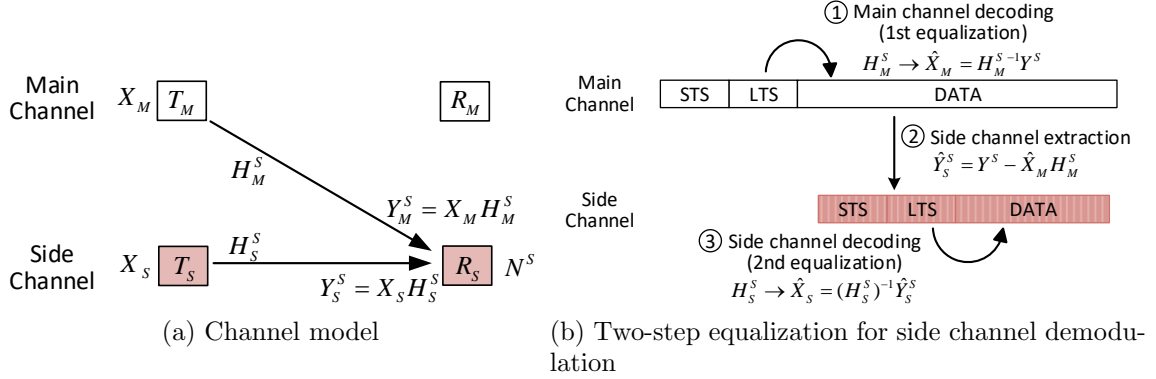 Main
Channel
X_M
T_M
R_M
H_M^S
Y_M^S = X_M H_M^S
Side
Channel
X_S
T_S
H_S^S
Y_S^S = X_S H_S^S
R_S
N^S
(a) Channel model
① Main channel decoding
(1st equalization)
H_M^S → X̂_M = H_M^{S-1} Y^S
Main
Channel
STS LTS DATA
② Side channel extraction
Ŷ_S^S = Y^S − X̂_M H_M^S
Side
Channel
STS LTS DATA
③ Side channel decoding
(2nd equalization)
H_S^S → X̂_S = (H_S^S)^{-1} Ŷ_S^S
(b) Two-step equalization for side channel demodu-
lation